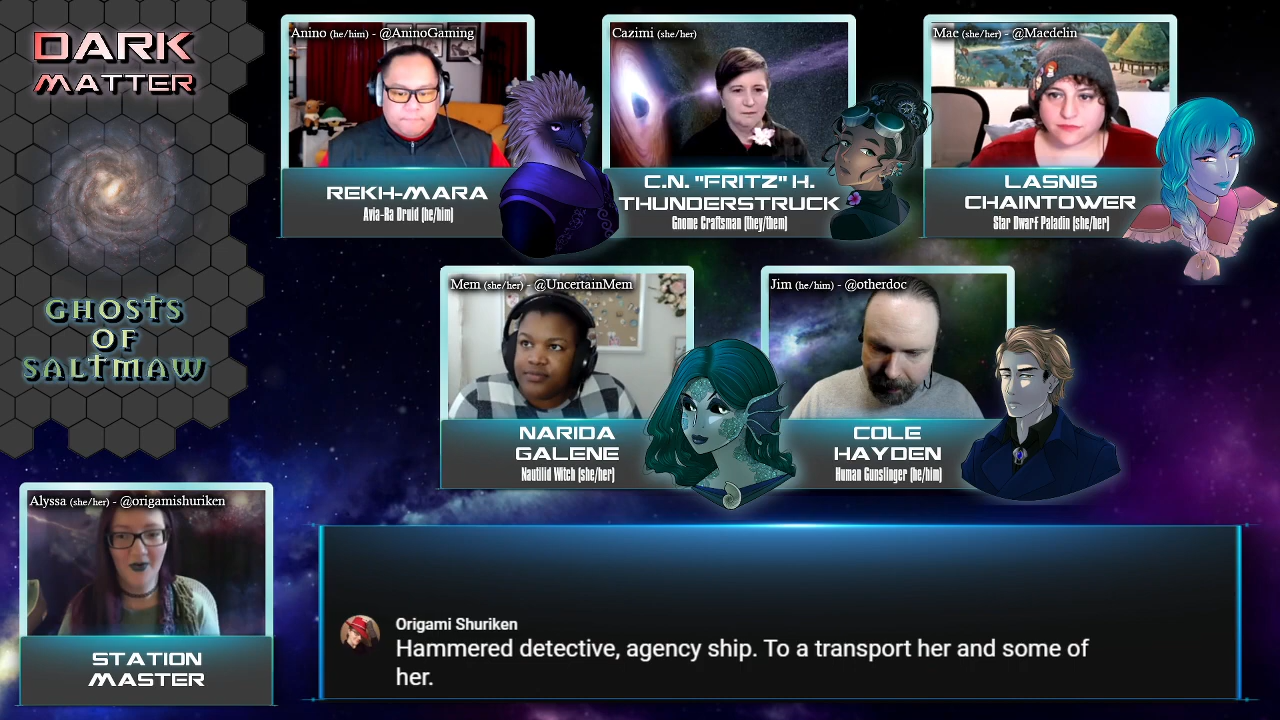 DARK
MATTER
GHOSTS
OF
SALTMAW
Anino (he/him) - @AninoGaming
REKH-MARA
Avia-Ra Druid (he/him)
Cazimi (she/her)
C.N. "FRITZ" H.
THUNDERSTRUCK
Gnome Craftsman (they/them)
Mae (she/her) - @Maedelin
LASNIS
CHAINTOWER
Star Dwarf Paladin (she/her)
Mem (she/her) - @UncertainMem
NARIDA
GALENE
Nautilid Witch (she/her)
Jim (he/him) - @otherdoc
COLE
HAYDEN
Human Gunslinger (he/him)
Alyssa (she/her) - @origamishuriken
STATION
MASTER
Origami Shuriken
Hammered detective, agency ship. To a transport her and some of
her.